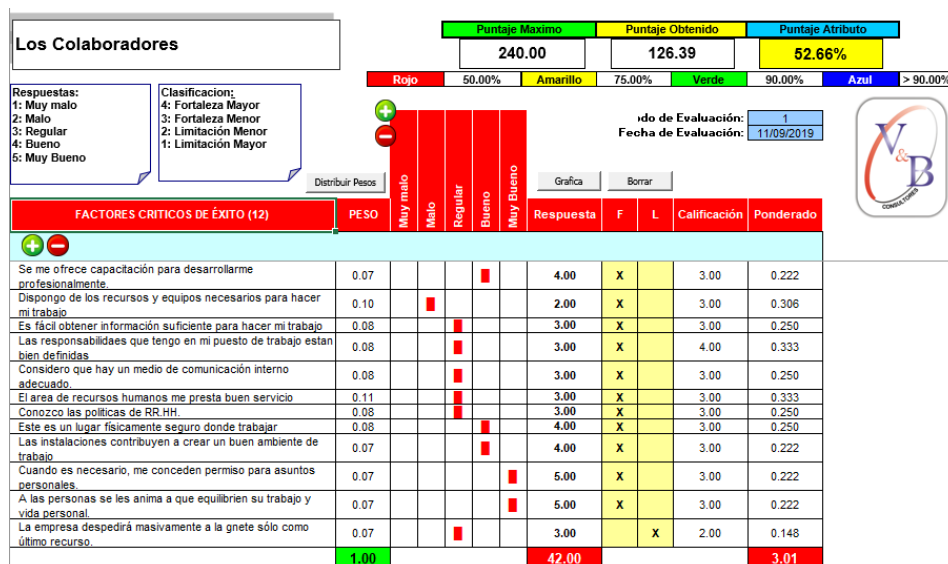 Los Colaboradores
Puntaje Maximo Puntaje Obtenido Puntaje Atributo
240.00 126.39 52.66%
Rojo 50.00% Amarillo 75.00% Verde 90.00% Azul > 90.00%
Respuestas:
1: Muy malo
2: Malo
3: Regular
4: Bueno
5: Muy Bueno
Clasificacion:
4: Fortaleza Mayor
3: Fortaleza Menor
2: Limitación Menor
1: Limitación Mayor
do de Evaluación: 1
Fecha de Evaluación: 11/09/2019
V&B
CONSULTORES
Distribuir Pesos
Grafica Borrar
FACTORES CRITICOS DE ÉXITO (12) PESO Muy malo Malo Regular Bueno Muy Bueno Respuesta F L Calificación Ponderado
Se me ofrece capacitación para desarrollarme
profesionalmente. 0.07 4.00 X 3.00 0.222
Dispongo de los recursos y equipos necesarios para hacer
mi trabajo 0.10 2.00 X 3.00 0.306
Es fácil obtener información suficiente para hacer mi trabajo 0.08 3.00 X 3.00 0.250
Las responsabilidaes que tengo en mi puesto de trabajo estan
bien definidas 0.08 3.00 X 4.00 0.333
Considero que hay un medio de comunicación interno
adecuado. 0.08 3.00 X 3.00 0.250
El area de recursos humanos me presta buen servicio 0.11 3.00 X 3.00 0.333
Conozco las politicas de RR.HH. 0.08 3.00 X 3.00 0.250
Este es un lugar físicamente seguro donde trabajar 0.08 4.00 X 3.00 0.250
Las instalaciones contribuyen a crear un buen ambiente de
trabajo 0.07 4.00 X 3.00 0.222
Cuando es necesario, me conceden permiso para asuntos
personales. 0.07 5.00 X 3.00 0.222
A las personas se les anima a que equilibrien su trabajo y
vida personal. 0.07 5.00 X 3.00 0.222
La empresa despedirá masivamente a la gnete sólo como
último recurso. 0.07 3.00 X 2.00 0.148
1.00 42.00 3.01